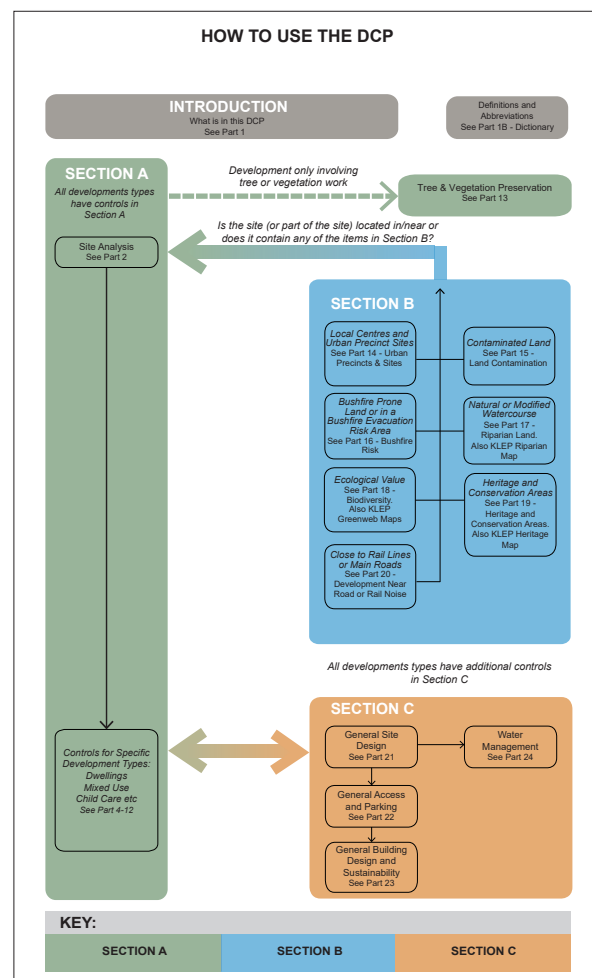 HOW TO USE THE DCP
INTRODUCTION
What is in this DCP
See Part 1
Definitions and
Abbreviations
See Part 1B - Dictionary
SECTION A
All developments types
have controls in
Section A
Development only involving
tree or vegetation work
Tree & Vegetation Preservation
See Part 13
Is the site (or part of the site) located in/near or
does it contain any of the items in Section B?
Site Analysis
See Part 2
SECTION B
Local Centres and
Urban Precinct Sites
See Part 14 - Urban
Precincts & Sites
Contaminated Land
See Part 15 -
Land Contamination
Bushfire Prone
Land or in a
Bushfire Evacuation
Risk Area
See Part 16 - Bushfire
Risk
Natural or Modified
Watercourse
See Part 17 -
Riparian Land.
Also KLEP Riparian
Map
Ecological Value
See Part 18 -
Biodiversity.
Also KLEP
Greenweb Maps
Heritage and
Conservation Areas
See Part 19 -
Heritage and
Conservation Areas.
Also KLEP Heritage
Map
Close to Rail Lines
or Main Roads
See Part 20 -
Development Near
Road or Rail Noise
All developments types have additional controls
in Section C
SECTION C
General Site
Design
See Part 21
Water
Management
See Part 24
General Access
and Parking
See Part 22
General Building
Design and
Sustainability
See Part 23
Controls for Specific
Development Types:
Dwellings
Mixed Use
Child Care etc
See Part 4-12
KEY:
SECTION A
SECTION B
SECTION C